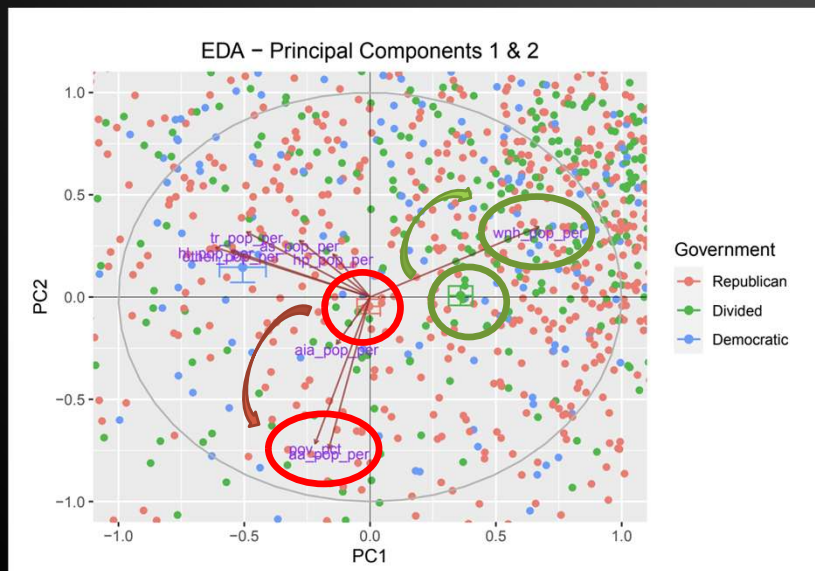 EDA − Principal Components 1 & 2
PC2
1.0
0.5
0.0
−0.5
−1.0
tr_pop_per
as_pop_per
hp_pop_per
wnh_pop_per
aia_pop_per
pov_pct
aa_pop_per
−1.0 −0.5 0.0 0.5 1.0
PC1
Government
Republican
Divided
Democratic